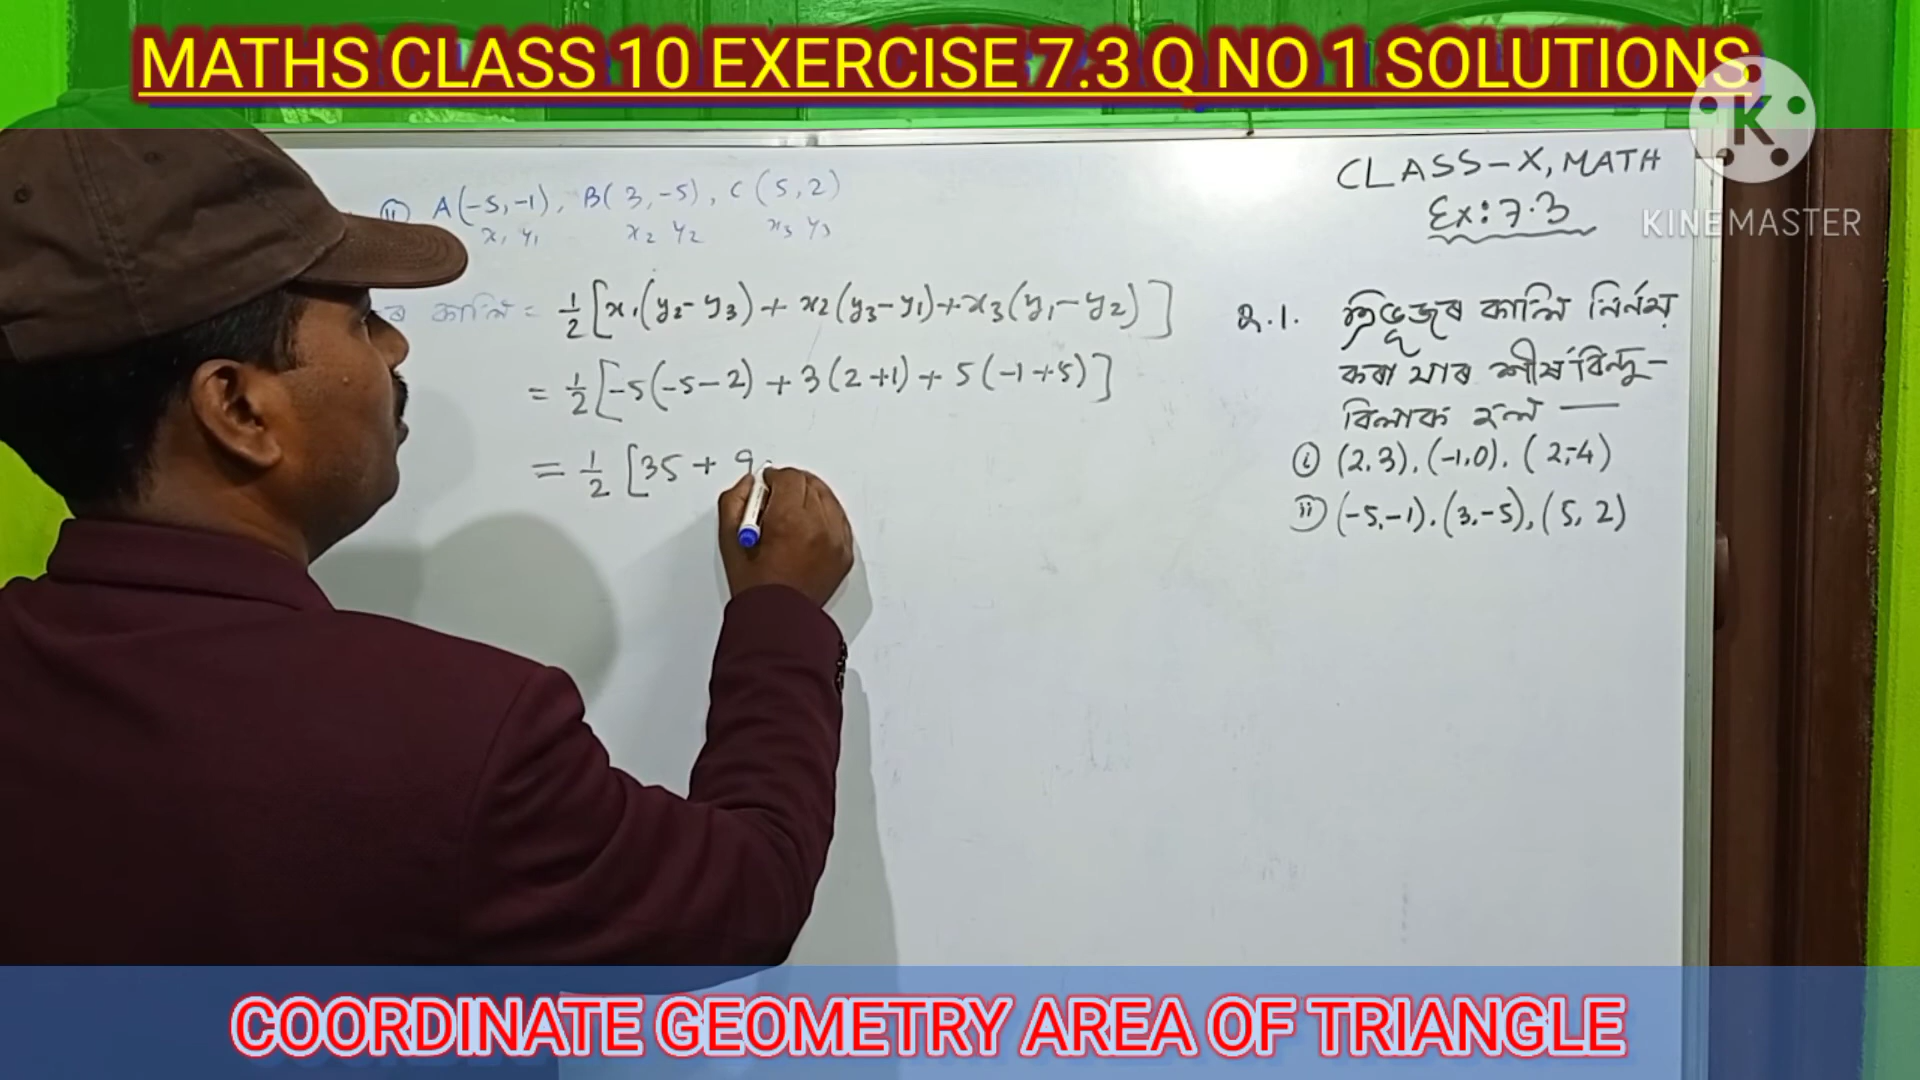 MATHS CLASS 10 EXERCISE 7.3 Q NO 1 SOLUTIONS
K
KINEMASTER
CLASS-X, MATH
Ex: 7.3
ii A(-5,-1), B(3,-5), C(5,2)
x₁ y₁ x₂ y₂ x₃ y₃
ৰ কালি = 1/2[x₁(y₂-y₃)+x₂(y₃-y₁)+x₃(y₁-y₂)]
= 1/2[-5(-5-2)+3(2+1)+5(-1+5)]
= 1/2[35+9
Q.1. ত্ৰিভূজৰ কালি নিৰ্নয়
কৰা যাৰ শীৰ্ষবিন্দু-
বিলাক হ'ল —
i (2,3), (-1,0), (2,-4)
ii (-5,-1), (3,-5), (5, 2)
COORDINATE GEOMETRY AREA OF TRIANGLE